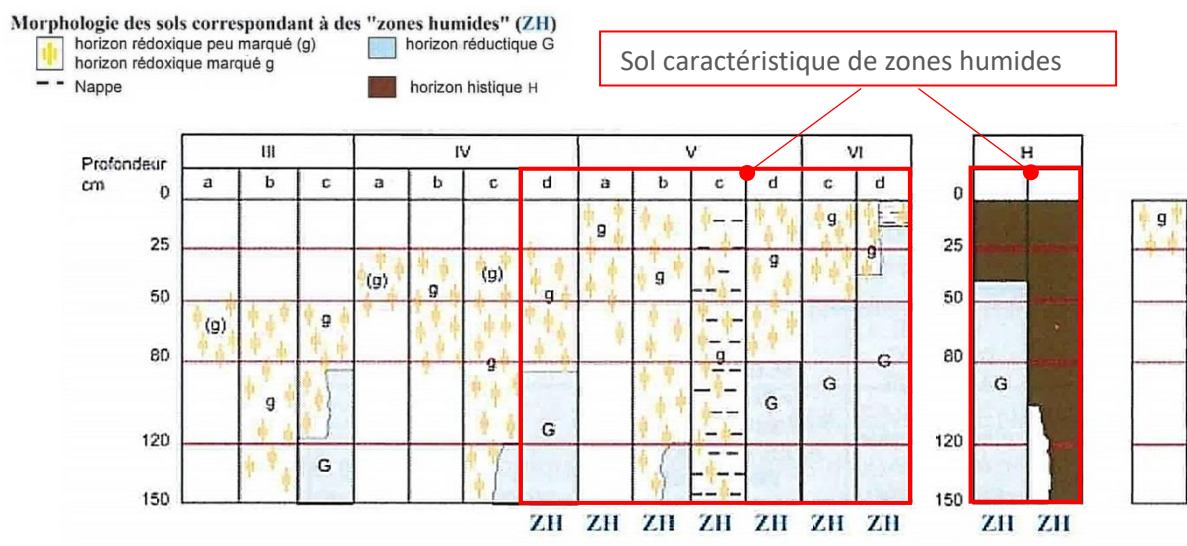 Morphologie des sols correspondant à des "zones humides" (ZH)
horizon rédoxique peu marqué (g)
horizon rédoxique marqué g
Nappe
horizon réductique G
horizon histique H
Sol caractéristique de zones humides
Profondeur
cm
III IV V VI H
a b c a b c d a b c d c d
0 0
g g g
25 25
(g) g (g) g g g g
50 50
(g) g g
80 80
g g G G
g G G G
G
120 120
G
150 150
ZH ZH ZH ZH ZH ZH ZH ZH ZH